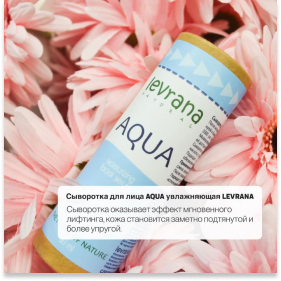 levrana
AQUA
NATURE
Сыворотка для лица AQUA увлажняющая LEVRANA
Сыворотка оказывает эффект мгновенного
лифтинга, кожа становится заметно подтянутой и
более упругой.